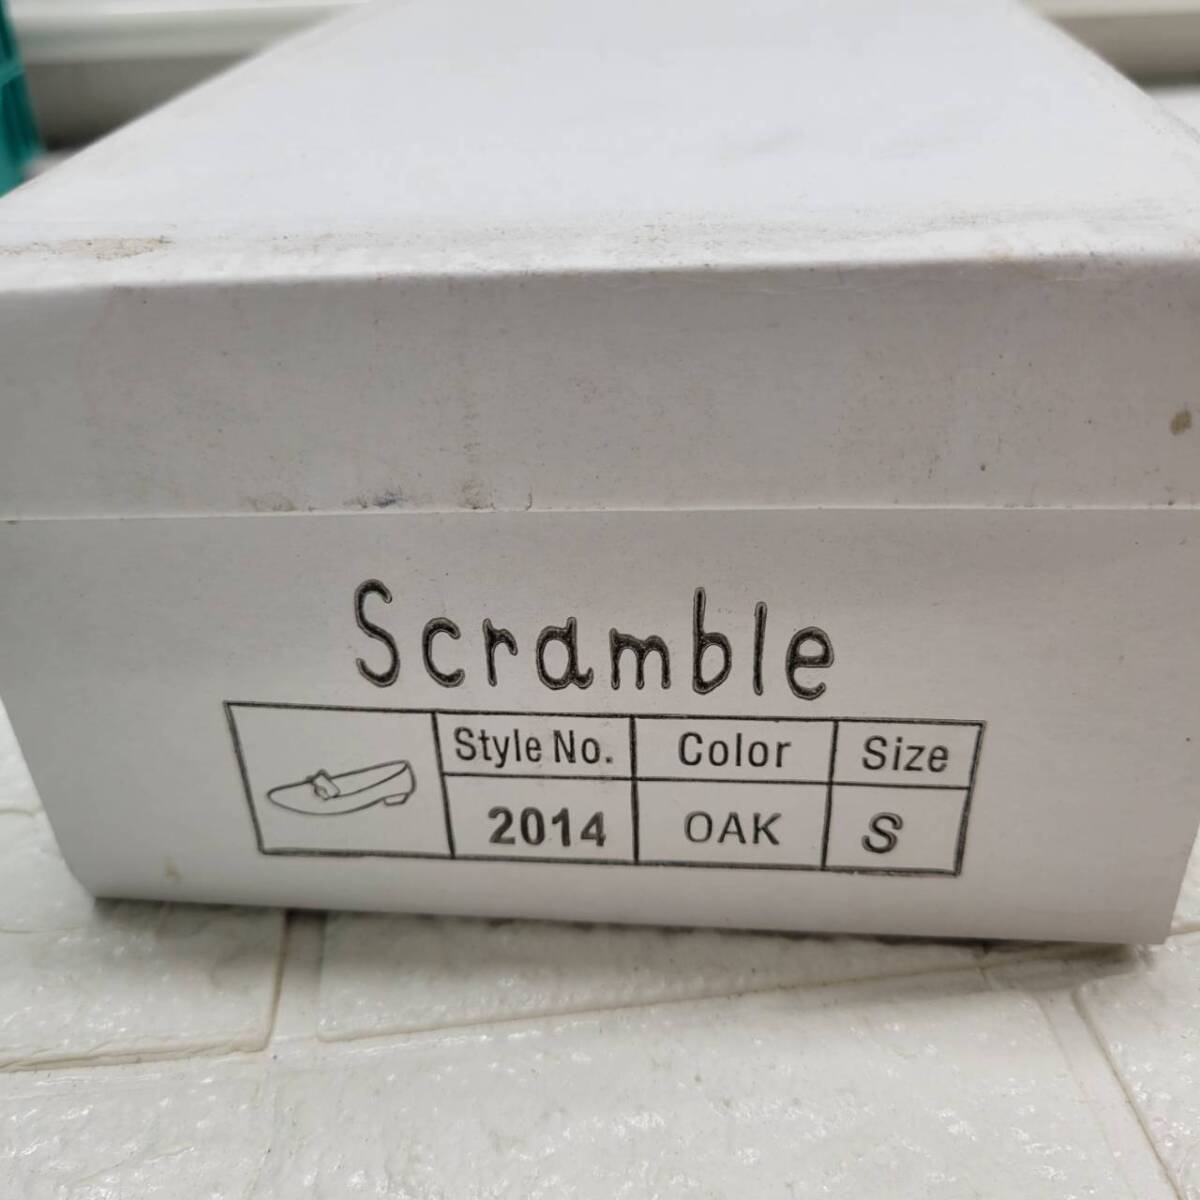 Scramble
Style No. Color Size
2014 OAK S